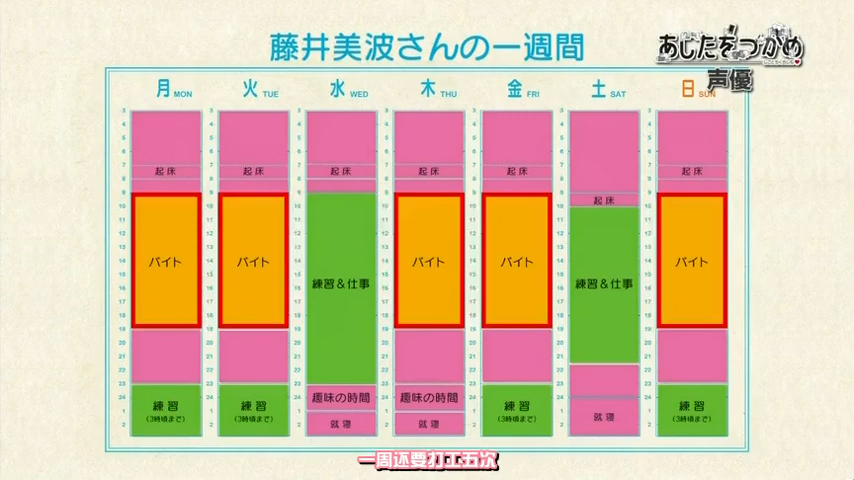 藤井美波さんの一週間
あしたをつかめ
声優
月 MON
火 TUE
水 WED
木 THU
金 FRI
土 SAT
日 SUN
起床
起床
起床
起床
起床
起床
起床
バイト
バイト
練習&仕事
バイト
バイト
練習&仕事
バイト
練習
(3時頃まで)
練習
(3時頃まで)
趣味の時間
就寝
趣味の時間
就寝
練習
(3時頃まで)
就寝
練習
(3時頃まで)
一周还要打工五次